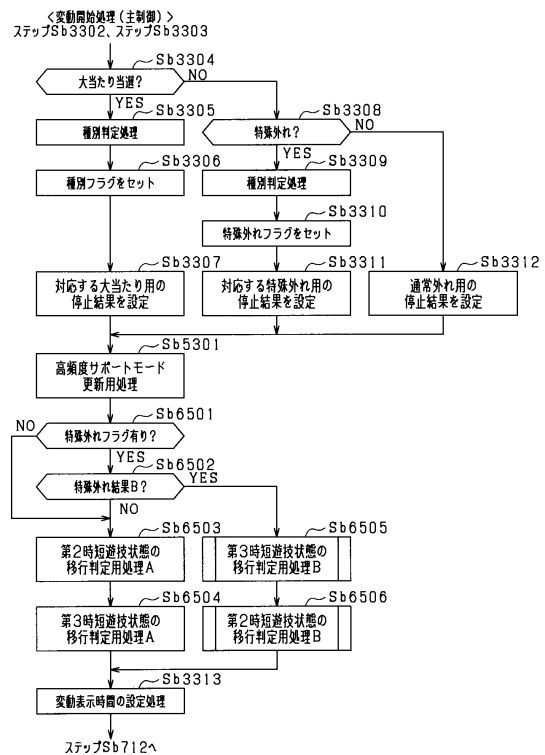 ＜変動開始処理（主制御）＞
ステップSb3302、ステップSb3303
Sb3304
大当たり当選?
NO
YES
Sb3305
種別判定処理
Sb3306
種別フラグをセット
Sb3307
対応する大当たり用の
停止結果を設定
Sb3308
特殊外れ?
NO
YES
Sb3309
種別判定処理
Sb3310
特殊外れフラグをセット
Sb3311
対応する特殊外れ用の
停止結果を設定
Sb3312
通常外れ用の
停止結果を設定
Sb5301
高頻度サポートモード
更新用処理
Sb6501
NO
特殊外れフラグ有り?
YES
Sb6502
特殊外れ結果B?
YES
NO
Sb6503
第2時短遊技状態の
移行判定用処理A
Sb6504
第3時短遊技状態の
移行判定用処理A
Sb6505
第3時短遊技状態の
移行判定用処理B
Sb6506
第2時短遊技状態の
移行判定用処理B
Sb3313
変動表示時間の設定処理
ステップSb712へ